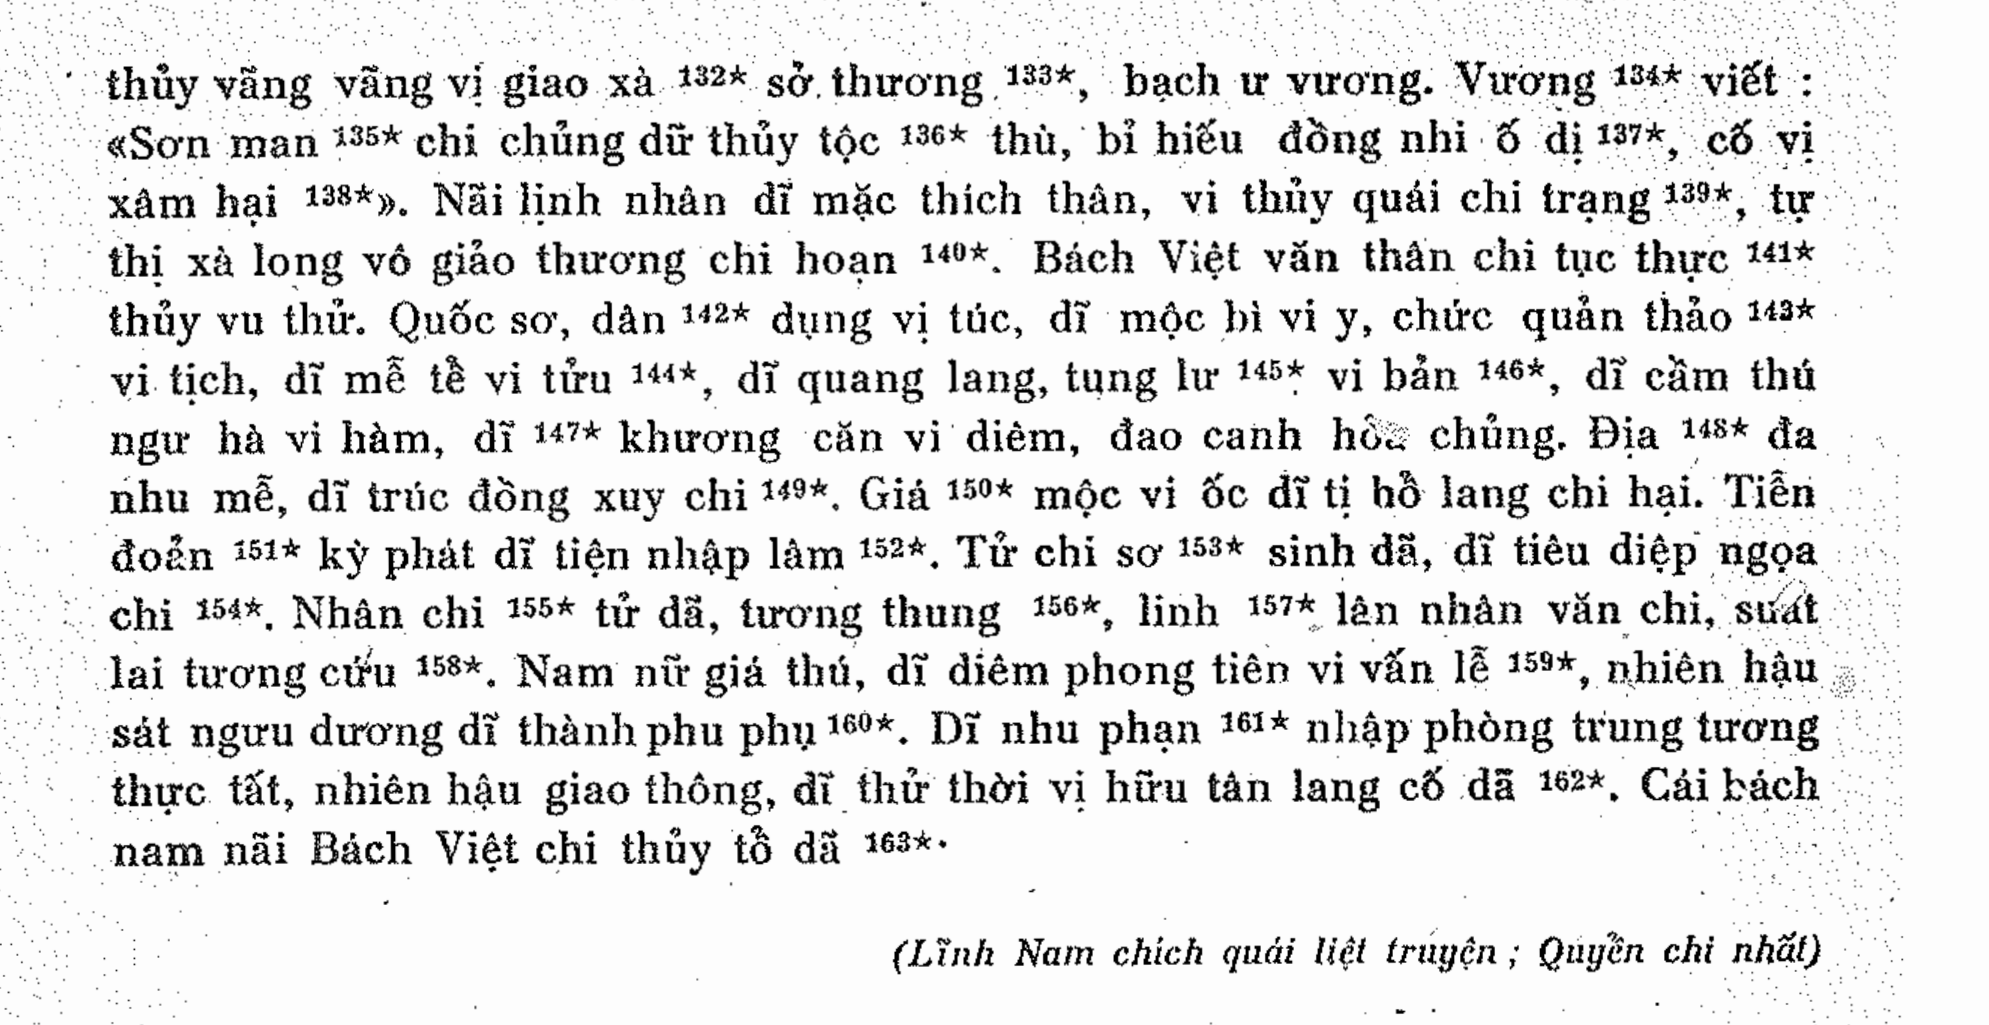 thủy vãng vãng vị giao xà 132* sở thương 133*, bạch ư vương. Vương 134* viết :
«Sơn man 135* chi chủng dữ thủy tộc 136* thù, bỉ hiếu đồng nhi ố dị 137*, cố vị
xâm hại 138*». Nãi lịnh nhân dĩ mặc thích thân, vi thủy quái chi trạng 139*, tự
thị xà long vô giảo thương chi hoạn 140*. Bách Việt văn thân chi tục thực 141*
thủy vu thử. Quốc sơ, dân 142* dụng vị túc, dĩ mộc bì vi y, chức quản thảo 143*
vi tịch, dĩ mễ tề vi tửu 144*, dĩ quang lang, tụng lư 145* vi bản 146*, dĩ cầm thú
ngư hà vi hàm, dĩ 147* khương căn vi diêm, đao canh hỏa chủng. Địa 148* đa
nhu mễ, dĩ trúc đồng xuy chi 149*. Giá 150* mộc vi ốc dĩ tị hổ lang chi hại. Tiễn
đoản 151* kỳ phát dĩ tiện nhập lâm 152*. Tử chi sơ 153* sinh dã, dĩ tiêu diệp ngọa
chi 154*. Nhân chi 155* tử dã, tương thung 156*, linh 157* lân nhân văn chi, suất
lai tương cứu 158*. Nam nữ giá thú, dĩ diêm phong tiên vi vấn lễ 159*, nhiên hậu
sát ngưu dương dĩ thành phu phụ 160*. Dĩ nhu phạn 161* nhập phòng trung tương
thực tất, nhiên hậu giao thông, dĩ thử thời vị hữu tân lang cố dã 162*. Cái bách
nam nãi Bách Việt chi thủy tổ dã 163*.
(Lĩnh Nam chích quái liệt truyện ; Quyển chi nhất)